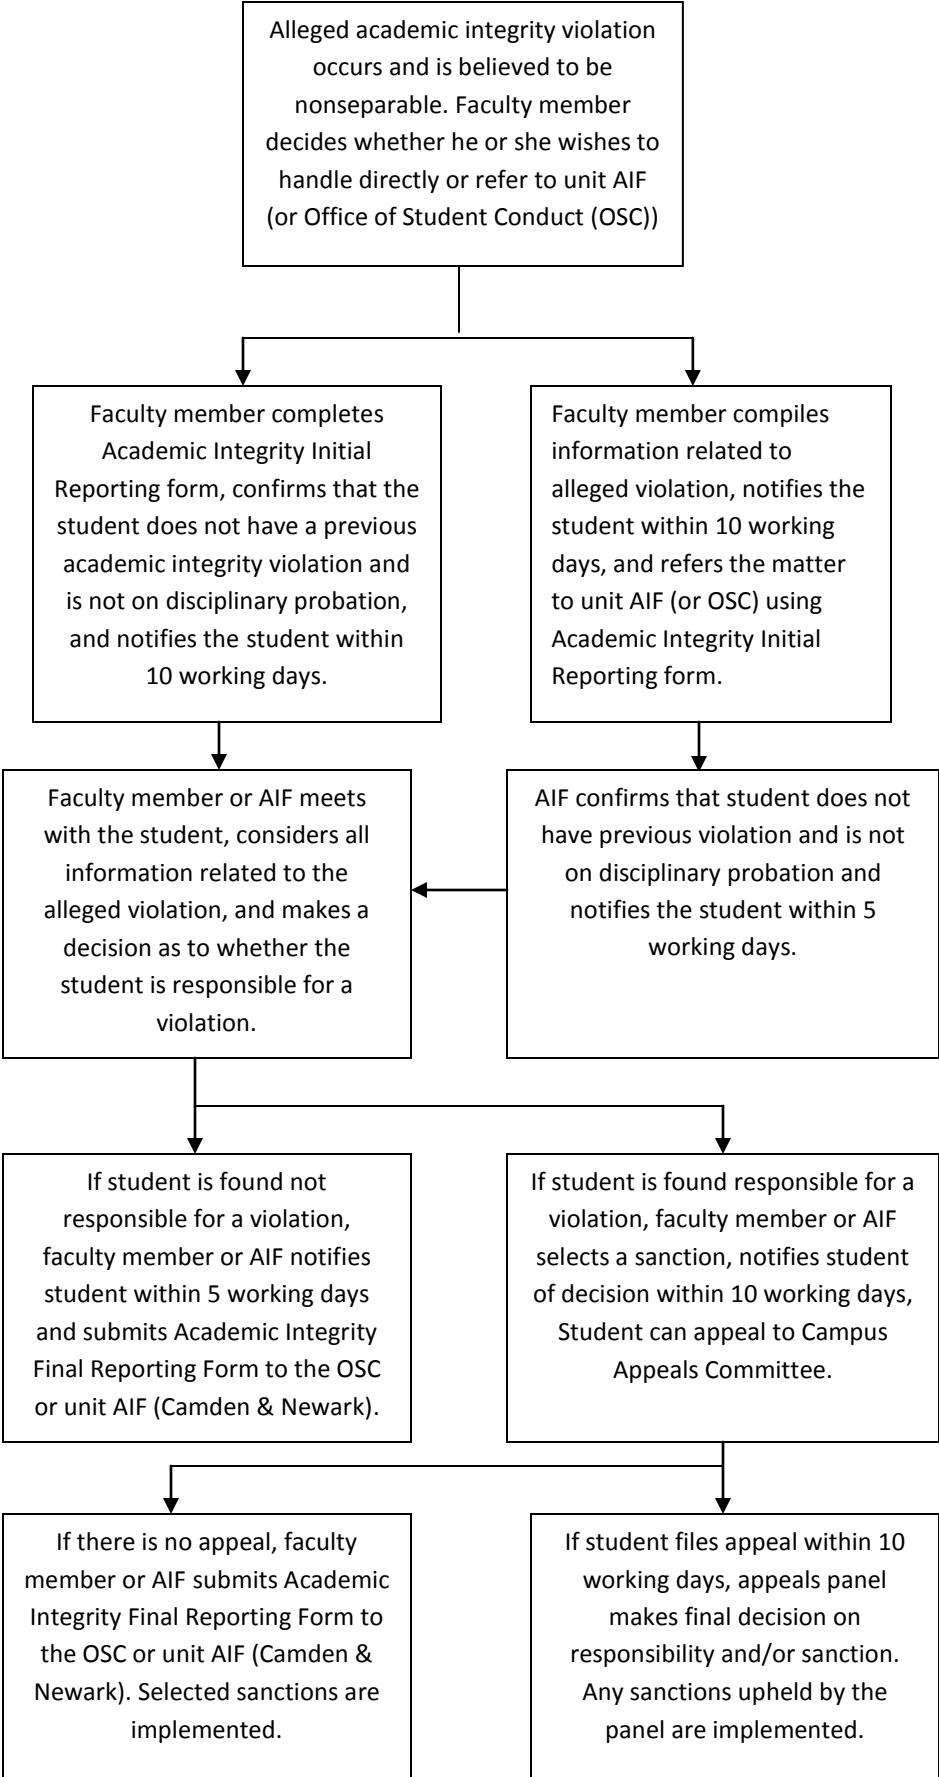 Alleged academic integrity violation
occurs and is believed to be
nonseparable. Faculty member
decides whether he or she wishes to
handle directly or refer to unit AIF
(or Office of Student Conduct (OSC))
Faculty member completes
Academic Integrity Initial
Reporting form, confirms that the
student does not have a previous
academic integrity violation and
is not on disciplinary probation,
and notifies the student within
10 working days.
Faculty member compiles
information related to
alleged violation, notifies the
student within 10 working
days, and refers the matter
to unit AIF (or OSC) using
Academic Integrity Initial
Reporting form.
Faculty member or AIF meets
with the student, considers all
information related to the
alleged violation, and makes a
decision as to whether the
student is responsible for a
violation.
AIF confirms that student does not
have previous violation and is not
on disciplinary probation and
notifies the student within 5
working days.
If student is found not
responsible for a violation,
faculty member or AIF notifies
student within 5 working days
and submits Academic Integrity
Final Reporting Form to the OSC
or unit AIF (Camden & Newark).
If student is found responsible for a
violation, faculty member or AIF
selects a sanction, notifies student
of decision within 10 working days,
Student can appeal to Campus
Appeals Committee.
If there is no appeal, faculty
member or AIF submits Academic
Integrity Final Reporting Form to
the OSC or unit AIF (Camden &
Newark). Selected sanctions are
implemented.
If student files appeal within 10
working days, appeals panel
makes final decision on
responsibility and/or sanction.
Any sanctions upheld by the
panel are implemented.